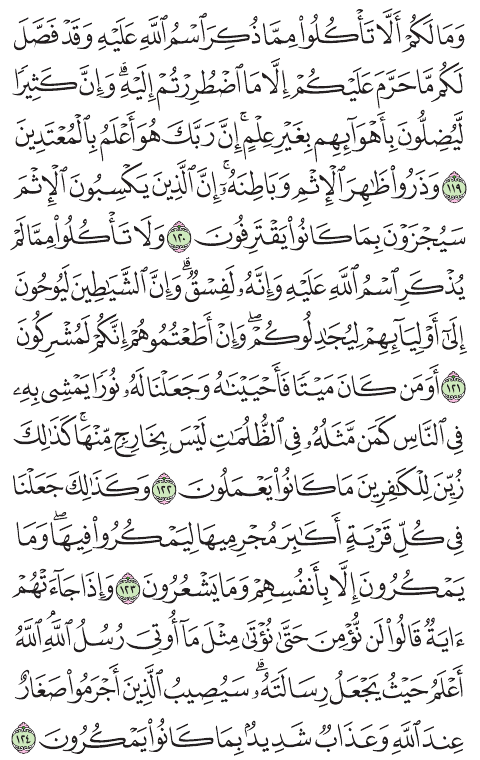 وَمَا لَكُمْ أَلَّا تَأْكُلُوا۟ مِمَّا ذُكِرَ ٱسْمُ ٱللَّهِ عَلَيْهِ وَقَدْ فَصَّلَ
لَكُم مَّا حَرَّمَ عَلَيْكُمْ إِلَّا مَا ٱضْطُرِرْتُمْ إِلَيْهِ ۗ وَإِنَّ كَثِيرًا
لَّيُضِلُّونَ بِأَهْوَآئِهِم بِغَيْرِ عِلْمٍ ۗ إِنَّ رَبَّكَ هُوَ أَعْلَمُ بِٱلْمُعْتَدِينَ
١١٩ وَذَرُوا۟ ظَـٰهِرَ ٱلْإِثْمِ وَبَاطِنَهُۥٓ ۚ إِنَّ ٱلَّذِينَ يَكْسِبُونَ ٱلْإِثْمَ
سَيُجْزَوْنَ بِمَا كَانُوا۟ يَقْتَرِفُونَ ١٢٠ وَلَا تَأْكُلُوا۟ مِمَّا لَمْ
يُذْكَرِ ٱسْمُ ٱللَّهِ عَلَيْهِ وَإِنَّهُۥ لَفِسْقٌ ۗ وَإِنَّ ٱلشَّيَـٰطِينَ لَيُوحُونَ
إِلَىٰٓ أَوْلِيَآئِهِمْ لِيُجَـٰدِلُوكُمْ ۖ وَإِنْ أَطَعْتُمُوهُمْ إِنَّكُمْ لَمُشْرِكُونَ
١٢١ أَوَمَن كَانَ مَيْتًا فَأَحْيَيْنَـٰهُ وَجَعَلْنَا لَهُۥ نُورًا يَمْشِى بِهِۦ
فِى ٱلنَّاسِ كَمَن مَّثَلُهُۥ فِى ٱلظُّلُمَـٰتِ لَيْسَ بِخَارِجٍ مِّنْهَا ۚ كَذَٰلِكَ
زُيِّنَ لِلْكَـٰفِرِينَ مَا كَانُوا۟ يَعْمَلُونَ ١٢٢ وَكَذَٰلِكَ جَعَلْنَا
فِى كُلِّ قَرْيَةٍ أَكَـٰبِرَ مُجْرِمِيهَا لِيَمْكُرُوا۟ فِيهَا ۖ وَمَا
يَمْكُرُونَ إِلَّا بِأَنفُسِهِمْ وَمَا يَشْعُرُونَ ١٢٣ وَإِذَا جَآءَتْهُمْ
ءَايَةٌ قَالُوا۟ لَن نُّؤْمِنَ حَتَّىٰ نُؤْتَىٰ مِثْلَ مَآ أُوتِىَ رُسُلُ ٱللَّهِ ۘ ٱللَّهُ
أَعْلَمُ حَيْثُ يَجْعَلُ رِسَالَتَهُۥ ۗ سَيُصِيبُ ٱلَّذِينَ أَجْرَمُوا۟ صَغَارٌ
عِندَ ٱللَّهِ وَعَذَابٌ شَدِيدٌۢ بِمَا كَانُوا۟ يَمْكُرُونَ ١٢٤